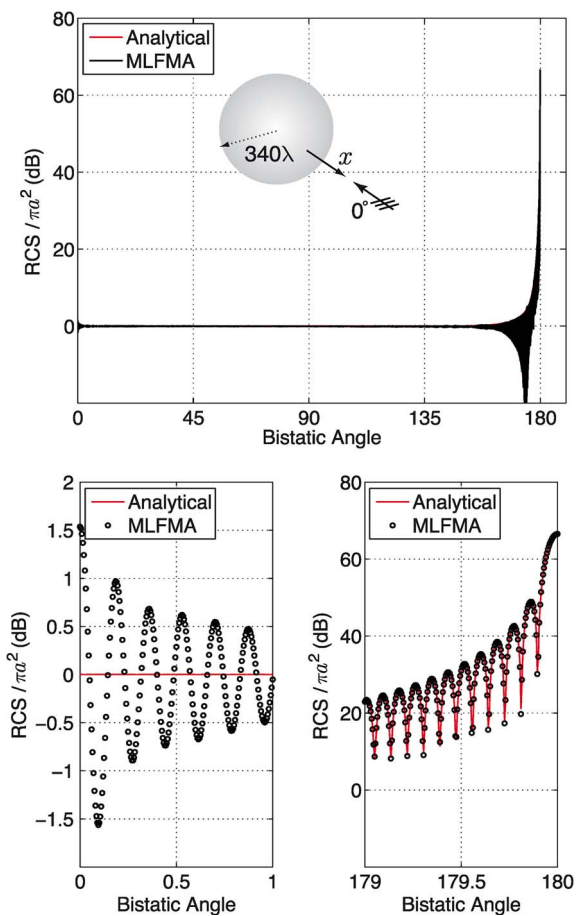 80
60
40
20
0
RCS / πa² (dB)
Analytical
MLFMA
340λ
x
0°
0 45 90 135 180
Bistatic Angle
2
1.5
1
0.5
0
−0.5
−1
−1.5
RCS / πa² (dB)
Analytical
MLFMA
0 0.5 1
Bistatic Angle
80
60
40
20
0
RCS / πa² (dB)
Analytical
MLFMA
179 179.5 180
Bistatic Angle